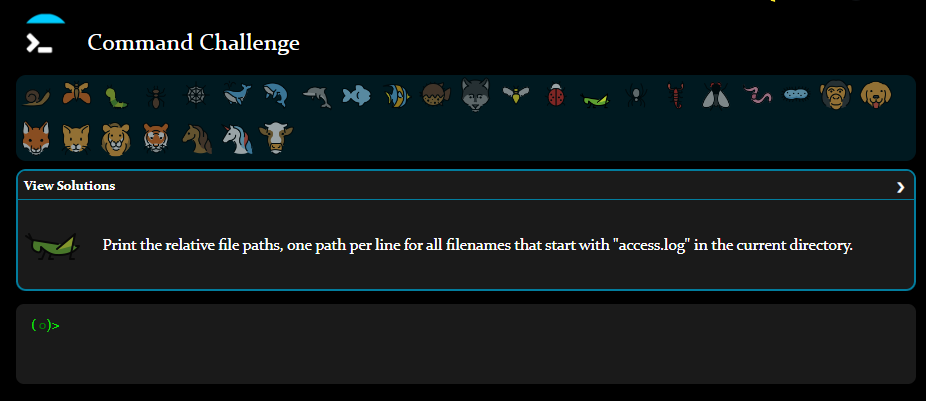 Command Challenge
View Solutions
Print the relative file paths, one path per line for all filenames that start with "access.log" in the current directory.
(○)>